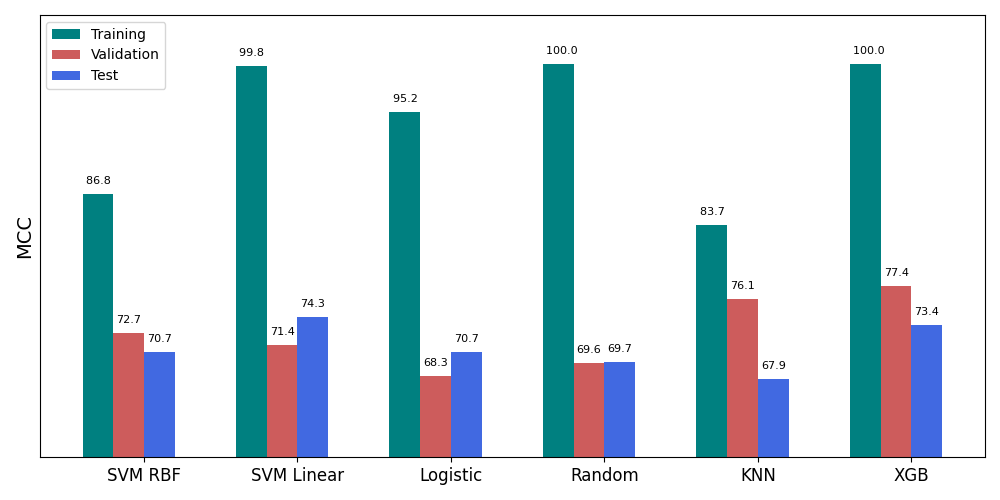 Training
Validation
Test
MCC
86.8
72.7
70.7
99.8
71.4
74.3
95.2
68.3
70.7
100.0
69.6
69.7
83.7
76.1
67.9
100.0
77.4
73.4
SVM RBF
SVM Linear
Logistic
Random
KNN
XGB